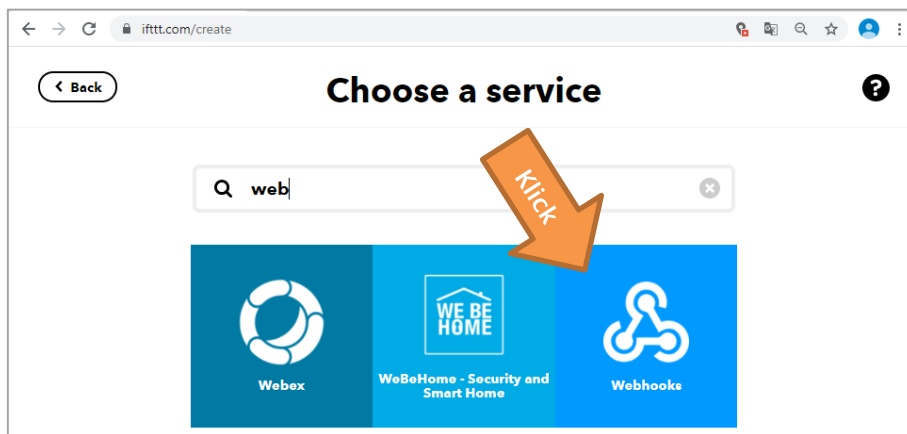 ifttt.com/create
Back
Choose a service
?
web
Klick
WE BE
HOME
Webex
WeBeHome - Security and
Smart Home
Webhooks